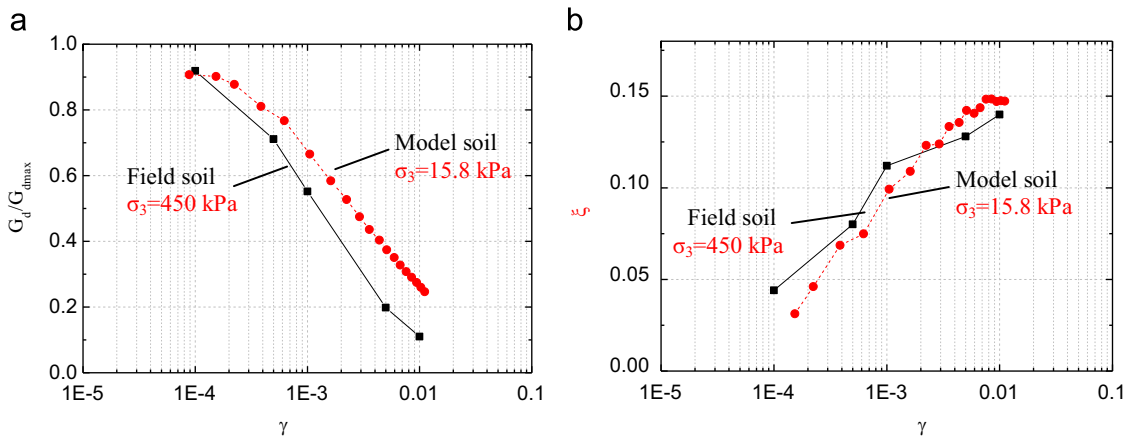 a
1.0
0.8
0.6
0.4
0.2
0.0
G_d/G_dmax
Field soil
σ₃=450 kPa
Model soil
σ₃=15.8 kPa
1E-5
1E-4
1E-3
0.01
0.1
γ
b
0.15
0.10
0.05
0.00
ξ
Field soil
σ₃=450 kPa
Model soil
σ₃=15.8 kPa
1E-5
1E-4
1E-3
0.01
0.1
γ